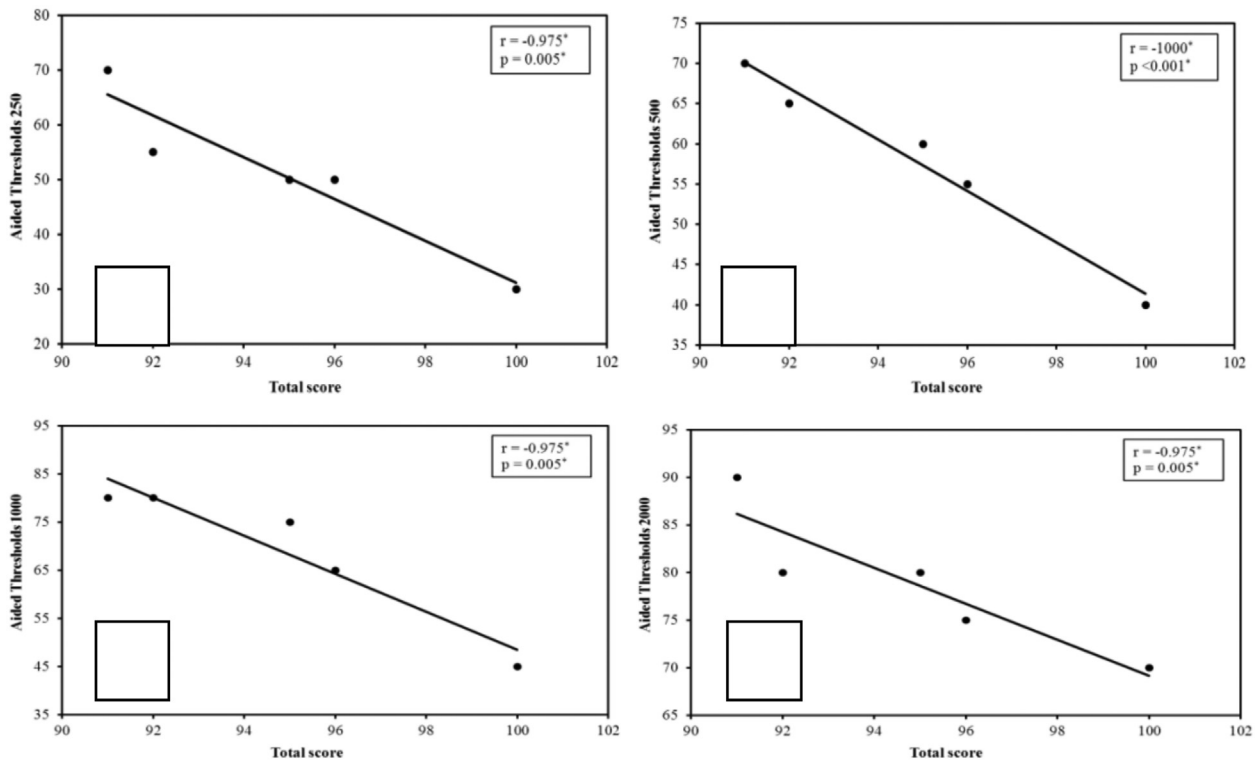 80
70
60
50
40
30
20
Aided Thresholds 250
r = -0.975*
p = 0.005*
90 92 94 96 98 100 102
Total score
75
70
65
60
55
50
45
40
35
Aided Thresholds 500
r = -1000*
p <0.001*
90 92 94 96 98 100 102
Total score
95
85
75
65
55
45
35
Aided Thresholds 1000
r = -0.975*
p = 0.005*
90 92 94 96 98 100 102
Total score
95
90
85
80
75
70
65
Aided Thresholds 2000
r = -0.975*
p = 0.005*
90 92 94 96 98 100 102
Total score